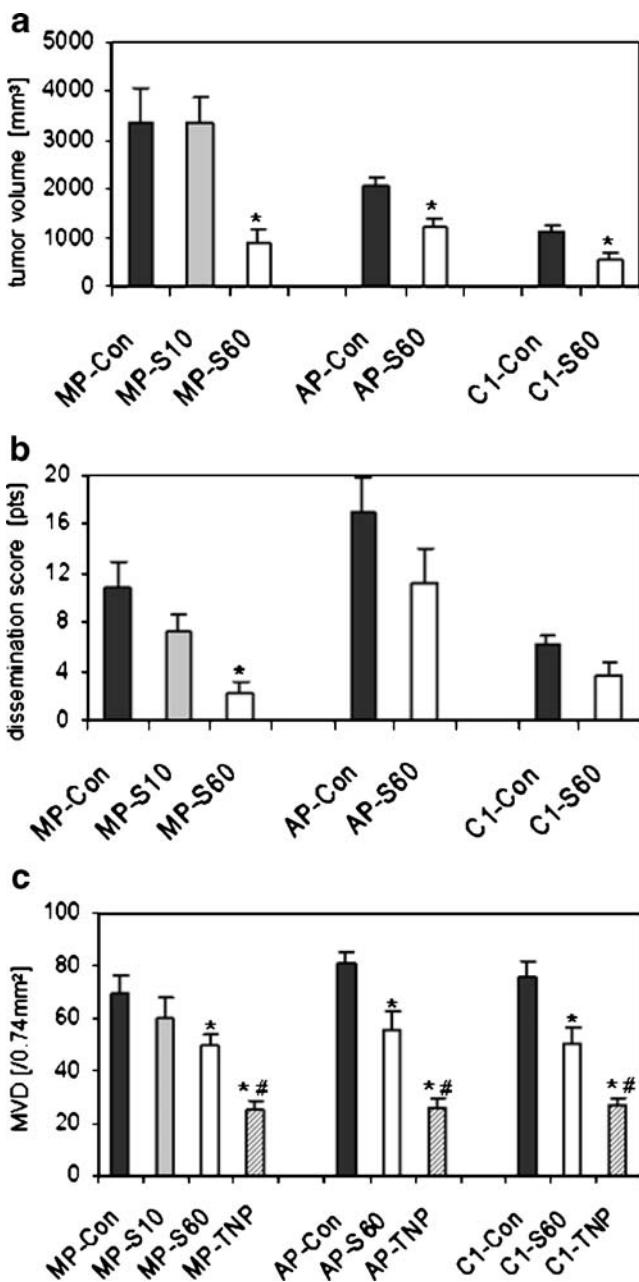 a
tumor volume [mm³]
5000
4000
3000
2000
1000
0
*
*
*
MP-Con
MP-S10
MP-S60
AP-Con
AP-S60
C1-Con
C1-S60
b
dissemination score [pts]
20
16
12
8
4
0
*
MP-Con
MP-S10
MP-S60
AP-Con
AP-S60
C1-Con
C1-S60
c
MVD [/0.74mm²]
100
80
60
40
20
0
*
*#
*
*#
*
*#
MP-Con
MP-S10
MP-S60
MP-TNP
AP-Con
AP-S60
AP-TNP
C1-Con
C1-S60
C1-TNP